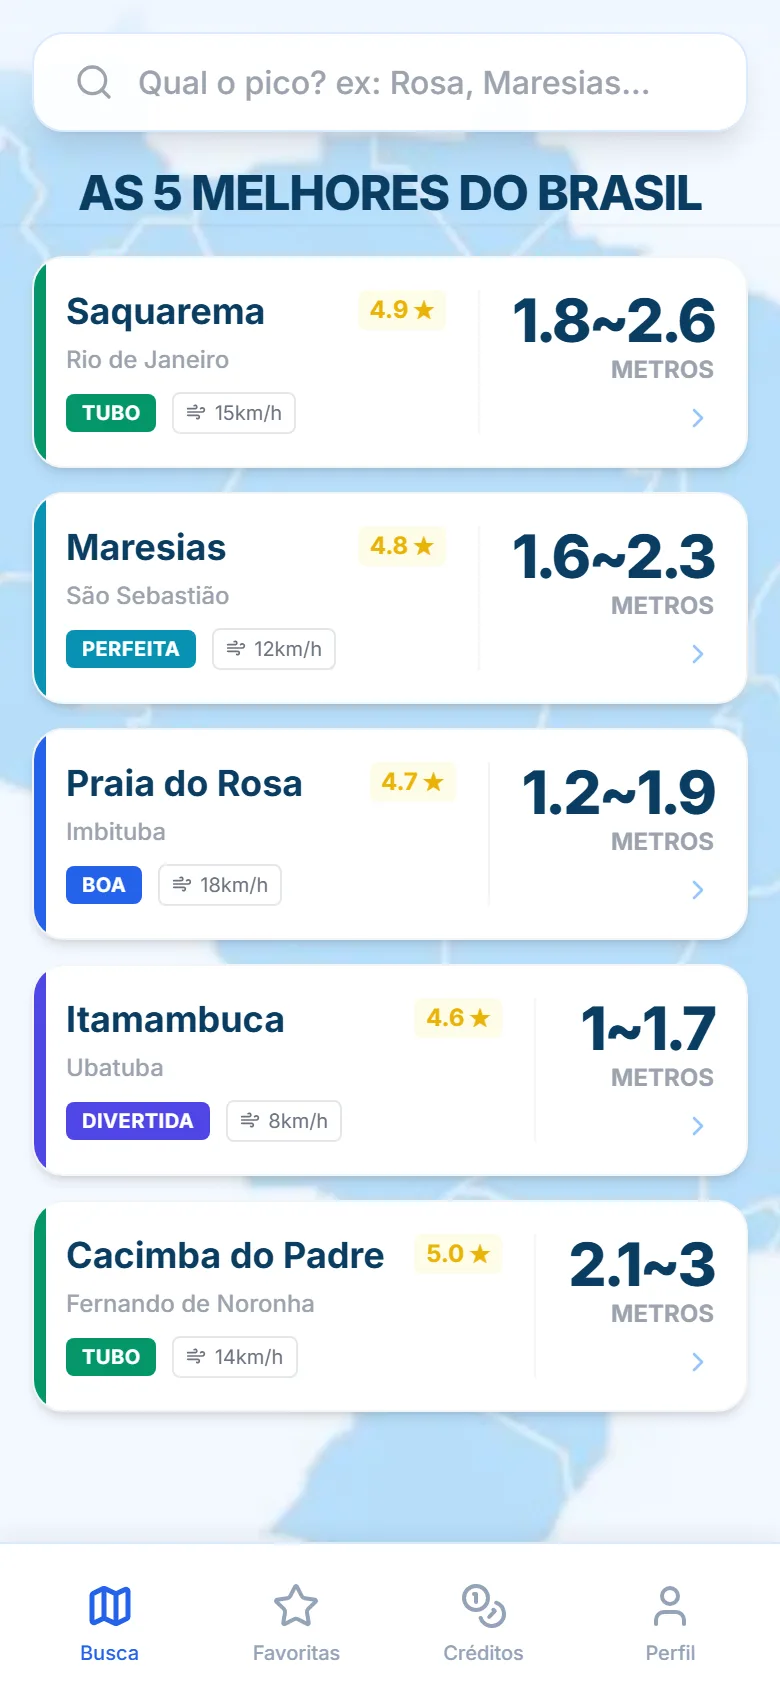 Qual o pico? ex: Rosa, Maresias...
AS 5 MELHORES DO BRASIL
Saquarema
4.9 ★
1.8~2.6
Rio de Janeiro
METROS
TUBO
15km/h
Maresias
4.8 ★
1.6~2.3
São Sebastião
METROS
PERFEITA
12km/h
Praia do Rosa
4.7 ★
1.2~1.9
Imbituba
METROS
BOA
18km/h
Itamambuca
4.6 ★
1~1.7
Ubatuba
METROS
DIVERTIDA
8km/h
Cacimba do Padre
5.0 ★
2.1~3
Fernando de Noronha
METROS
TUBO
14km/h
Busca
Favoritas
Créditos
Perfil